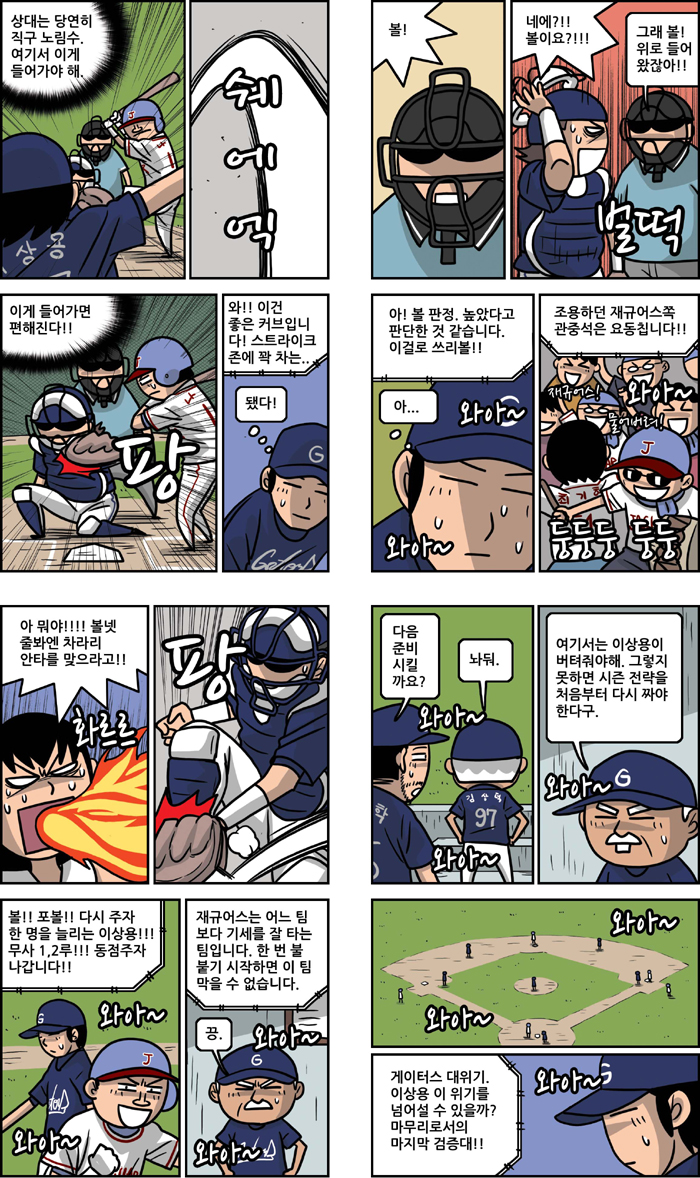 상대는 당연히
직구 노림수.
여기서 이게
들어가야 해.
J
쉐
에
엑
볼!
네에?!!
볼이요?!!!
그래 볼!
위로 들어
왔잖아!!
벌떡
이게 들어가면
편해진다!!
J
팡
와!! 이건
좋은 커브입니
다! 스트라이크
존에 꽉 차는..
됐다!
G
아! 볼 판정. 높았다고
판단한 것 같습니다.
이걸로 쓰리볼!!
아...
와아~
와아~
조용하던 재규어스쪽
관중석은 요동칩니다!!
재규어스!
와아~
물어버려!
J
둥둥둥 둥둥
아 뭐야!!!! 볼넷
줄봐엔 차라리
안타를 맞으라고!!
화르르
팡
다음
준비
시킬
까요?
놔둬.
와아~
김상덕
97
와아~
여기서는 이상용이
버텨줘야해. 그렇지
못하면 시즌 전략을
처음부터 다시 짜야
한다구.
와아~
G
볼!! 포볼!! 다시 주자
한 명을 늘리는 이상용!!!
무사 1,2루!!! 동점주자
나갑니다!!
G
와아~
J
와아~
재규어스는 어느 팀
보다 기세를 잘 타는
팀입니다. 한 번 불
붙기 시작하면 이 팀
막을 수 없습니다.
끙.
와아~
G
와아~
와아~
와아~
게이터스 대위기.
이상용 이 위기를
넘어설 수 있을까?
마무리로서의
마지막 검증대!!
와아~
G